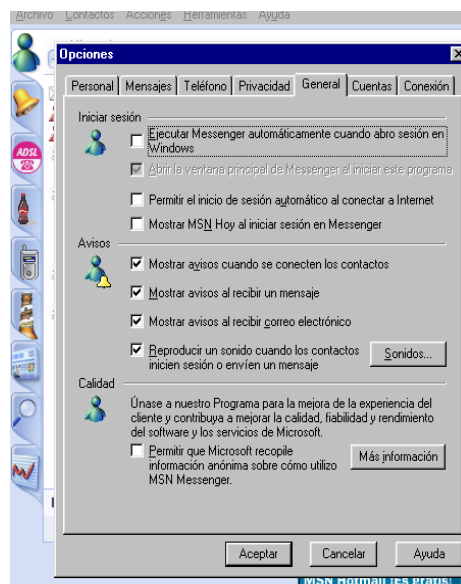 Archivo Contactos Acciones Herramientas Ayuda
Opciones
Personal Mensajes Teléfono Privacidad General Cuentas Conexión
Iniciar sesión
Ejecutar Messenger automáticamente cuando abro sesión en
Windows
Abrir la ventana principal de Messenger al iniciar este programa
Permitir el inicio de sesión automático al conectar a Internet
Mostrar MSN Hoy al iniciar sesión en Messenger
Avisos
Mostrar avisos cuando se conecten los contactos
Mostrar avisos al recibir un mensaje
Mostrar avisos al recibir correo electrónico
Reproducir un sonido cuando los contactos
inicien sesión o envíen un mensaje
Sonidos...
Calidad
Únase a nuestro Programa para la mejora de la experiencia del
cliente y contribuya a mejorar la calidad, fiabilidad y rendimiento
del software y los servicios de Microsoft.
Permitir que Microsoft recopile
información anónima sobre cómo utilizo
MSN Messenger.
Más información
Aceptar Cancelar Ayuda
MSN Hotmail ¡Es gratis!
ADSL